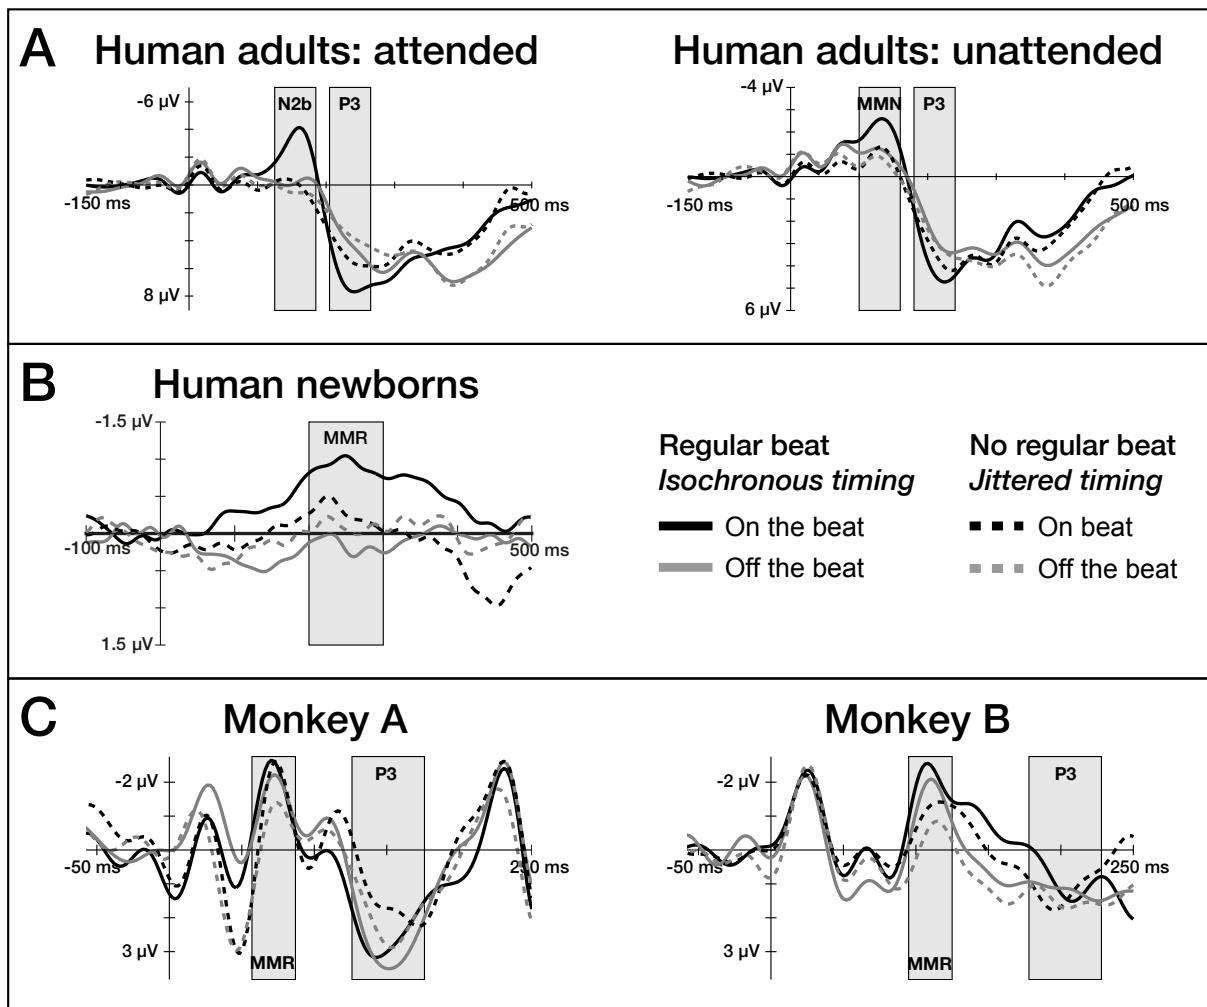 A
Human adults: attended
Human adults: unattended
-6 µV
N2b
P3
-150 ms
500 ms
8 µV
-4 µV
MMN
P3
-150 ms
500 ms
6 µV
B
Human newborns
-1.5 µV
MMR
-100 ms
500 ms
1.5 µV
Regular beat
Isochronous timing
On the beat
Off the beat
No regular beat
Jittered timing
On beat
Off the beat
C
Monkey A
Monkey B
-2 µV
P3
-50 ms
250 ms
3 µV
MMR
-2 µV
P3
-50 ms
250 ms
3 µV
MMR